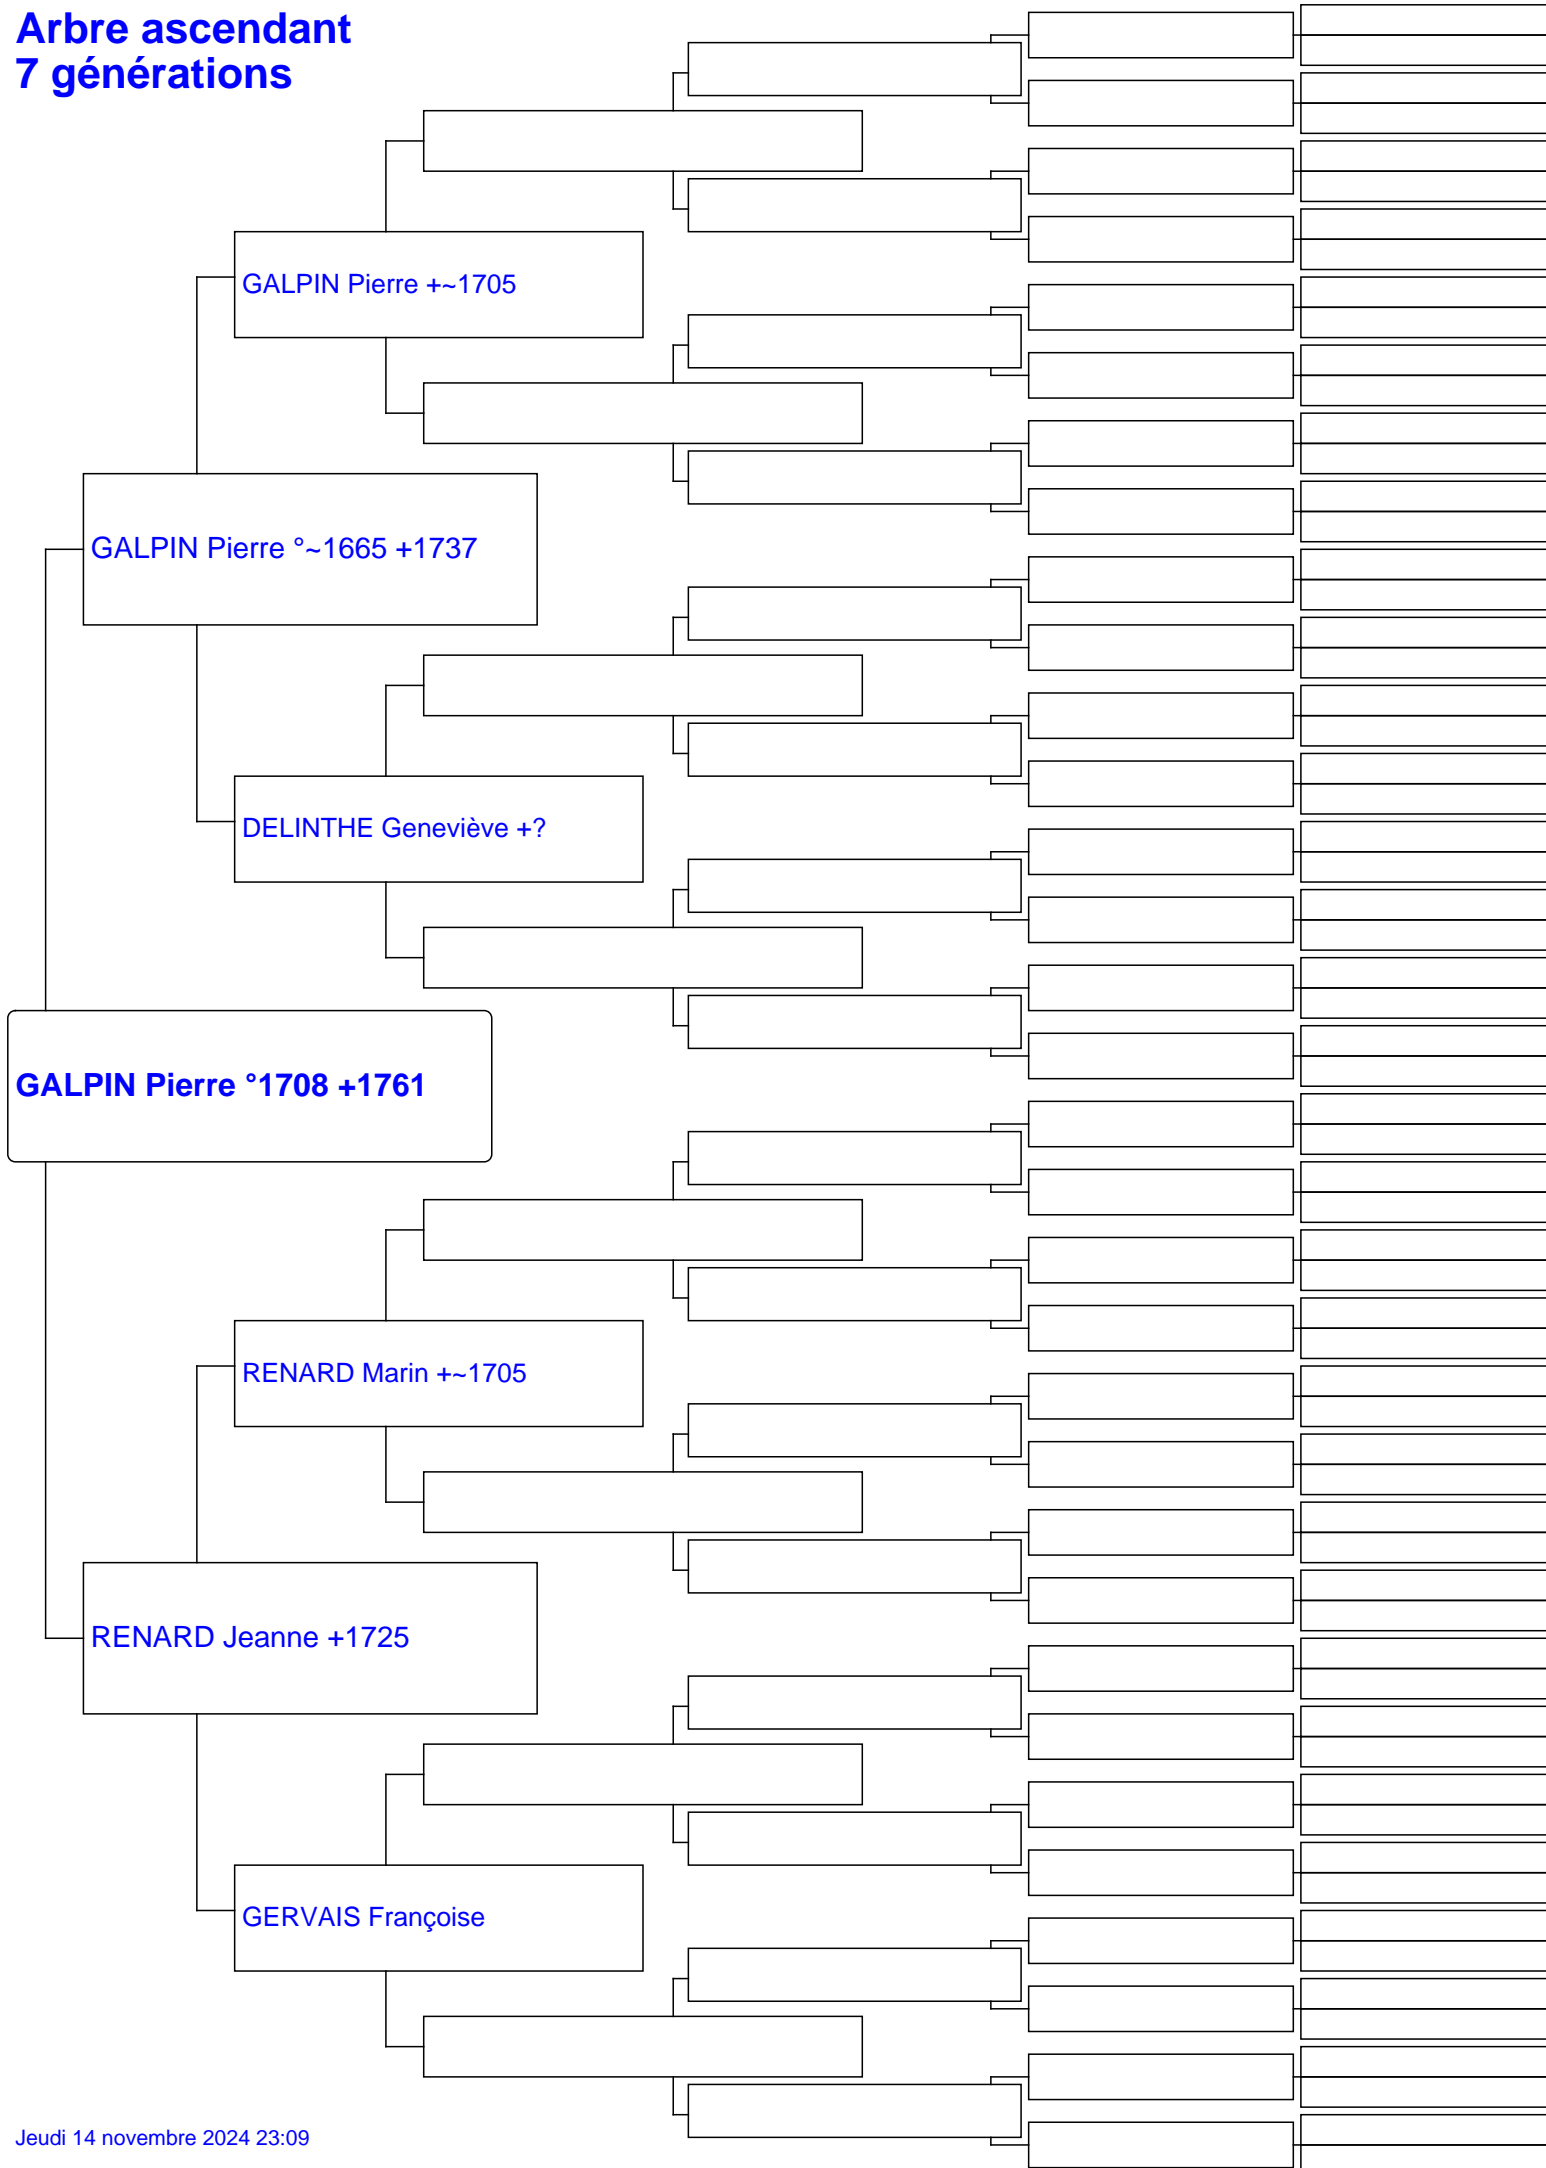 Arbre ascendant
7 générations
GALPIN Pierre +~1705
GALPIN Pierre °~1665 +1737
DELINTHE Geneviève +?
GALPIN Pierre °1708 +1761
RENARD Marin +~1705
RENARD Jeanne +1725
GERVAIS Françoise
Jeudi 14 novembre 2024 23:09